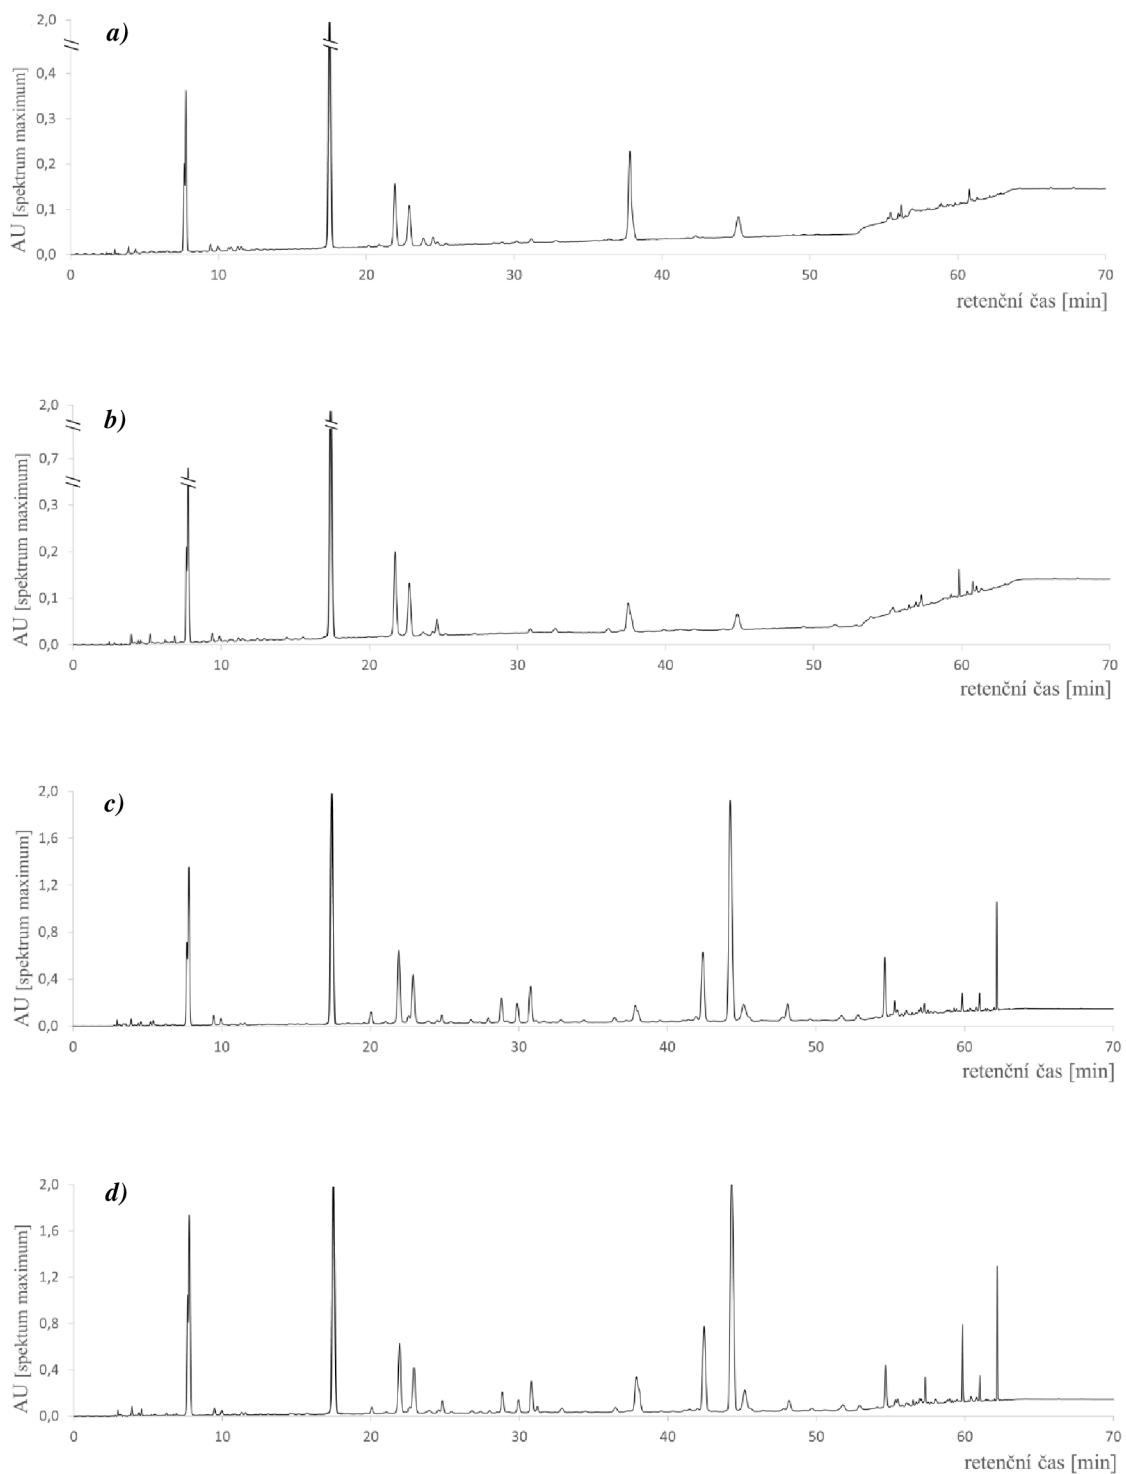 a)
AU [spektrum maximum]
2,0
0,4
0,3
0,2
0,1
0,0
0 10 20 30 40 50 60 70
retenční čas [min]
b)
AU [spektrum maximum]
2,0
0,7
0,3
0,2
0,1
0,0
0 10 20 30 40 50 60 70
retenční čas [min]
c)
AU [spektrum maximum]
2,0
1,6
1,2
0,8
0,4
0,0
0 10 20 30 40 50 60 70
retenční čas [min]
d)
AU [spektum maximum]
2,0
1,6
1,2
0,8
0,4
0,0
0 10 20 30 40 50 60 70
retenční čas [min]